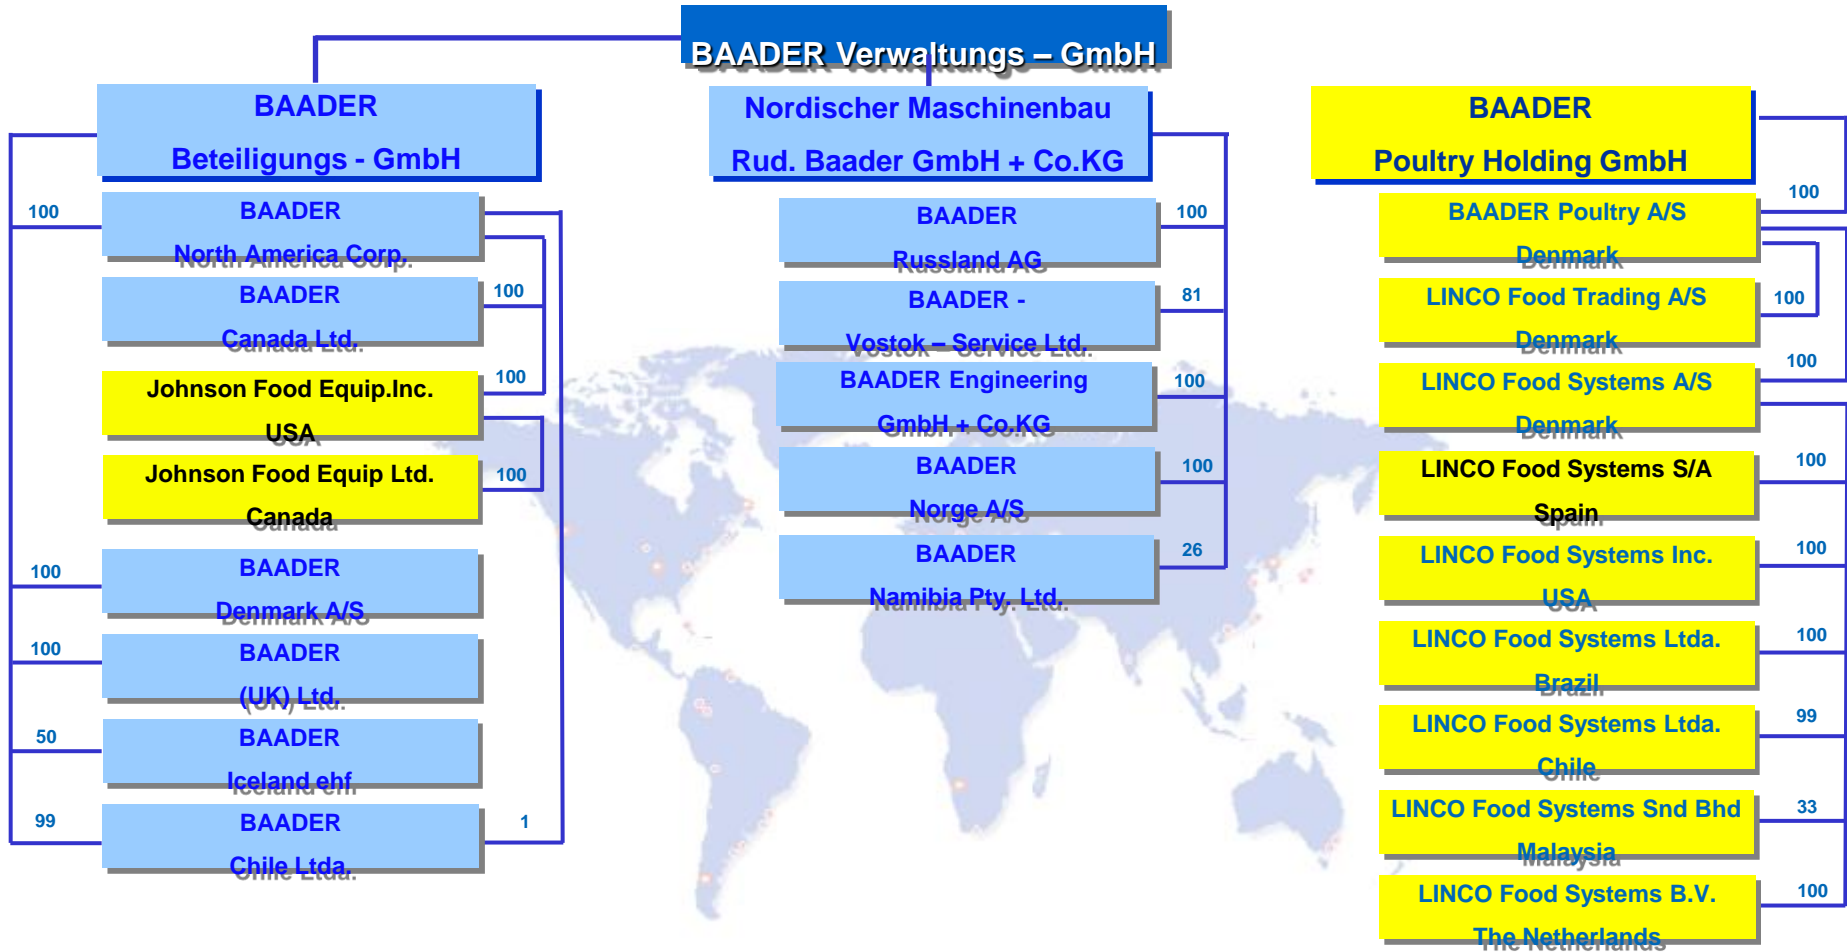 BAADER Verwaltungs – GmbH
BAADER
Beteiligungs - GmbH
100
BAADER
North America Corp.
BAADER
Canada Ltd.
100
Johnson Food Equip.Inc.
USA
100
Johnson Food Equip Ltd.
Canada
100
100
BAADER
Denmark A/S
100
BAADER
(UK) Ltd.
50
BAADER
Iceland ehf
99
BAADER
Chile Ltda.
1
Nordischer Maschinenbau
Rud. Baader GmbH + Co.KG
BAADER
Russland AG
100
BAADER -
Vostok – Service Ltd.
81
BAADER Engineering
GmbH + Co.KG
100
BAADER
Norge A/S
100
BAADER
Namibia Pty. Ltd.
26
BAADER
Poultry Holding GmbH
100
BAADER Poultry A/S
Denmark
LINCO Food Trading A/S
Denmark
100
LINCO Food Systems A/S
Denmark
100
LINCO Food Systems S/A
Spain
100
LINCO Food Systems Inc.
USA
100
LINCO Food Systems Ltda.
Brazil
100
LINCO Food Systems Ltda.
Chile
99
LINCO Food Systems Snd Bhd
Malaysia
33
LINCO Food Systems B.V.
The Netherlands
100